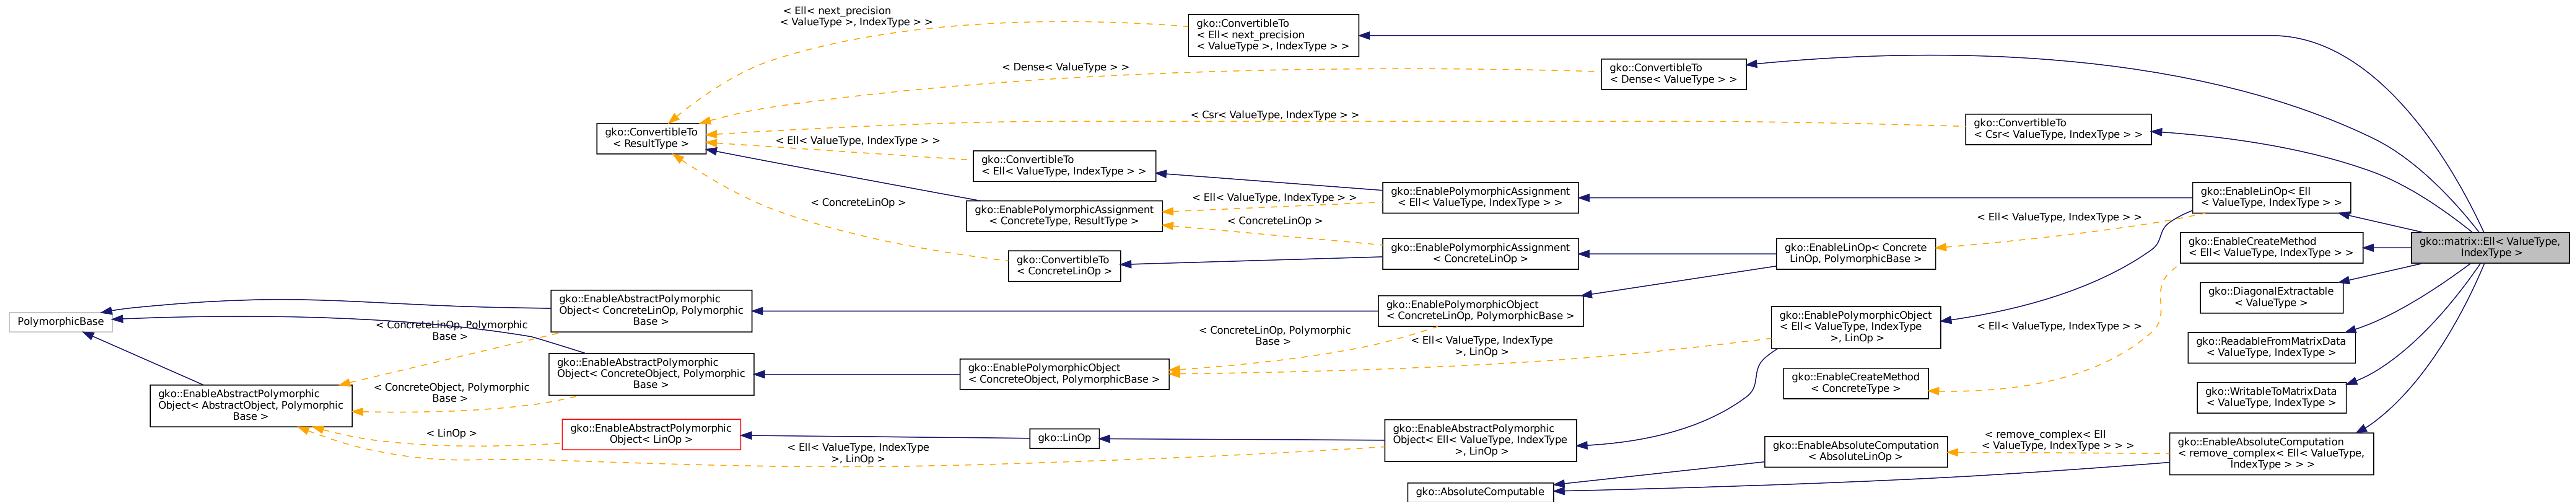 < Ell< next_precision
< ValueType >, IndexType > >
gko::ConvertibleTo
< Ell< next_precision
< ValueType >, IndexType > >
< Dense< ValueType > >
gko::ConvertibleTo
< Dense< ValueType > >
gko::ConvertibleTo
< ResultType >
< Csr< ValueType, IndexType > >
gko::ConvertibleTo
< Csr< ValueType, IndexType > >
< Ell< ValueType, IndexType > >
gko::ConvertibleTo
< Ell< ValueType, IndexType > >
gko::EnablePolymorphicAssignment
< Ell< ValueType, IndexType > >
gko::EnableLinOp< Ell
< ValueType, IndexType > >
< ConcreteLinOp >
gko::EnablePolymorphicAssignment
< ConcreteType, ResultType >
< Ell< ValueType, IndexType > >
< ConcreteLinOp >
< Ell< ValueType, IndexType > >
gko::ConvertibleTo
< ConcreteLinOp >
gko::EnablePolymorphicAssignment
< ConcreteLinOp >
gko::EnableLinOp< Concrete
LinOp, PolymorphicBase >
gko::EnableCreateMethod
< Ell< ValueType, IndexType > >
gko::matrix::Ell< ValueType,
IndexType >
PolymorphicBase
gko::EnableAbstractPolymorphic
Object< ConcreteLinOp, Polymorphic
Base >
gko::EnablePolymorphicObject
< ConcreteLinOp, PolymorphicBase >
gko::DiagonalExtractable
< ValueType >
< ConcreteLinOp, Polymorphic
Base >
< ConcreteLinOp, Polymorphic
Base >
gko::EnablePolymorphicObject
< Ell< ValueType, IndexType
>, LinOp >
< Ell< ValueType, IndexType > >
gko::EnableAbstractPolymorphic
Object< ConcreteObject, Polymorphic
Base >
gko::EnablePolymorphicObject
< ConcreteObject, PolymorphicBase >
< Ell< ValueType, IndexType
>, LinOp >
gko::ReadableFromMatrixData
< ValueType, IndexType >
gko::EnableAbstractPolymorphic
Object< AbstractObject, Polymorphic
Base >
< ConcreteObject, Polymorphic
Base >
gko::EnableCreateMethod
< ConcreteType >
gko::WritableToMatrixData
< ValueType, IndexType >
< LinOp >
gko::EnableAbstractPolymorphic
Object< LinOp >
gko::LinOp
gko::EnableAbstractPolymorphic
Object< Ell< ValueType, IndexType
>, LinOp >
< Ell< ValueType, IndexType
>, LinOp >
gko::EnableAbsoluteComputation
< AbsoluteLinOp >
< remove_complex< Ell
< ValueType, IndexType > > >
gko::EnableAbsoluteComputation
< remove_complex< Ell< ValueType,
IndexType > > >
gko::AbsoluteComputable